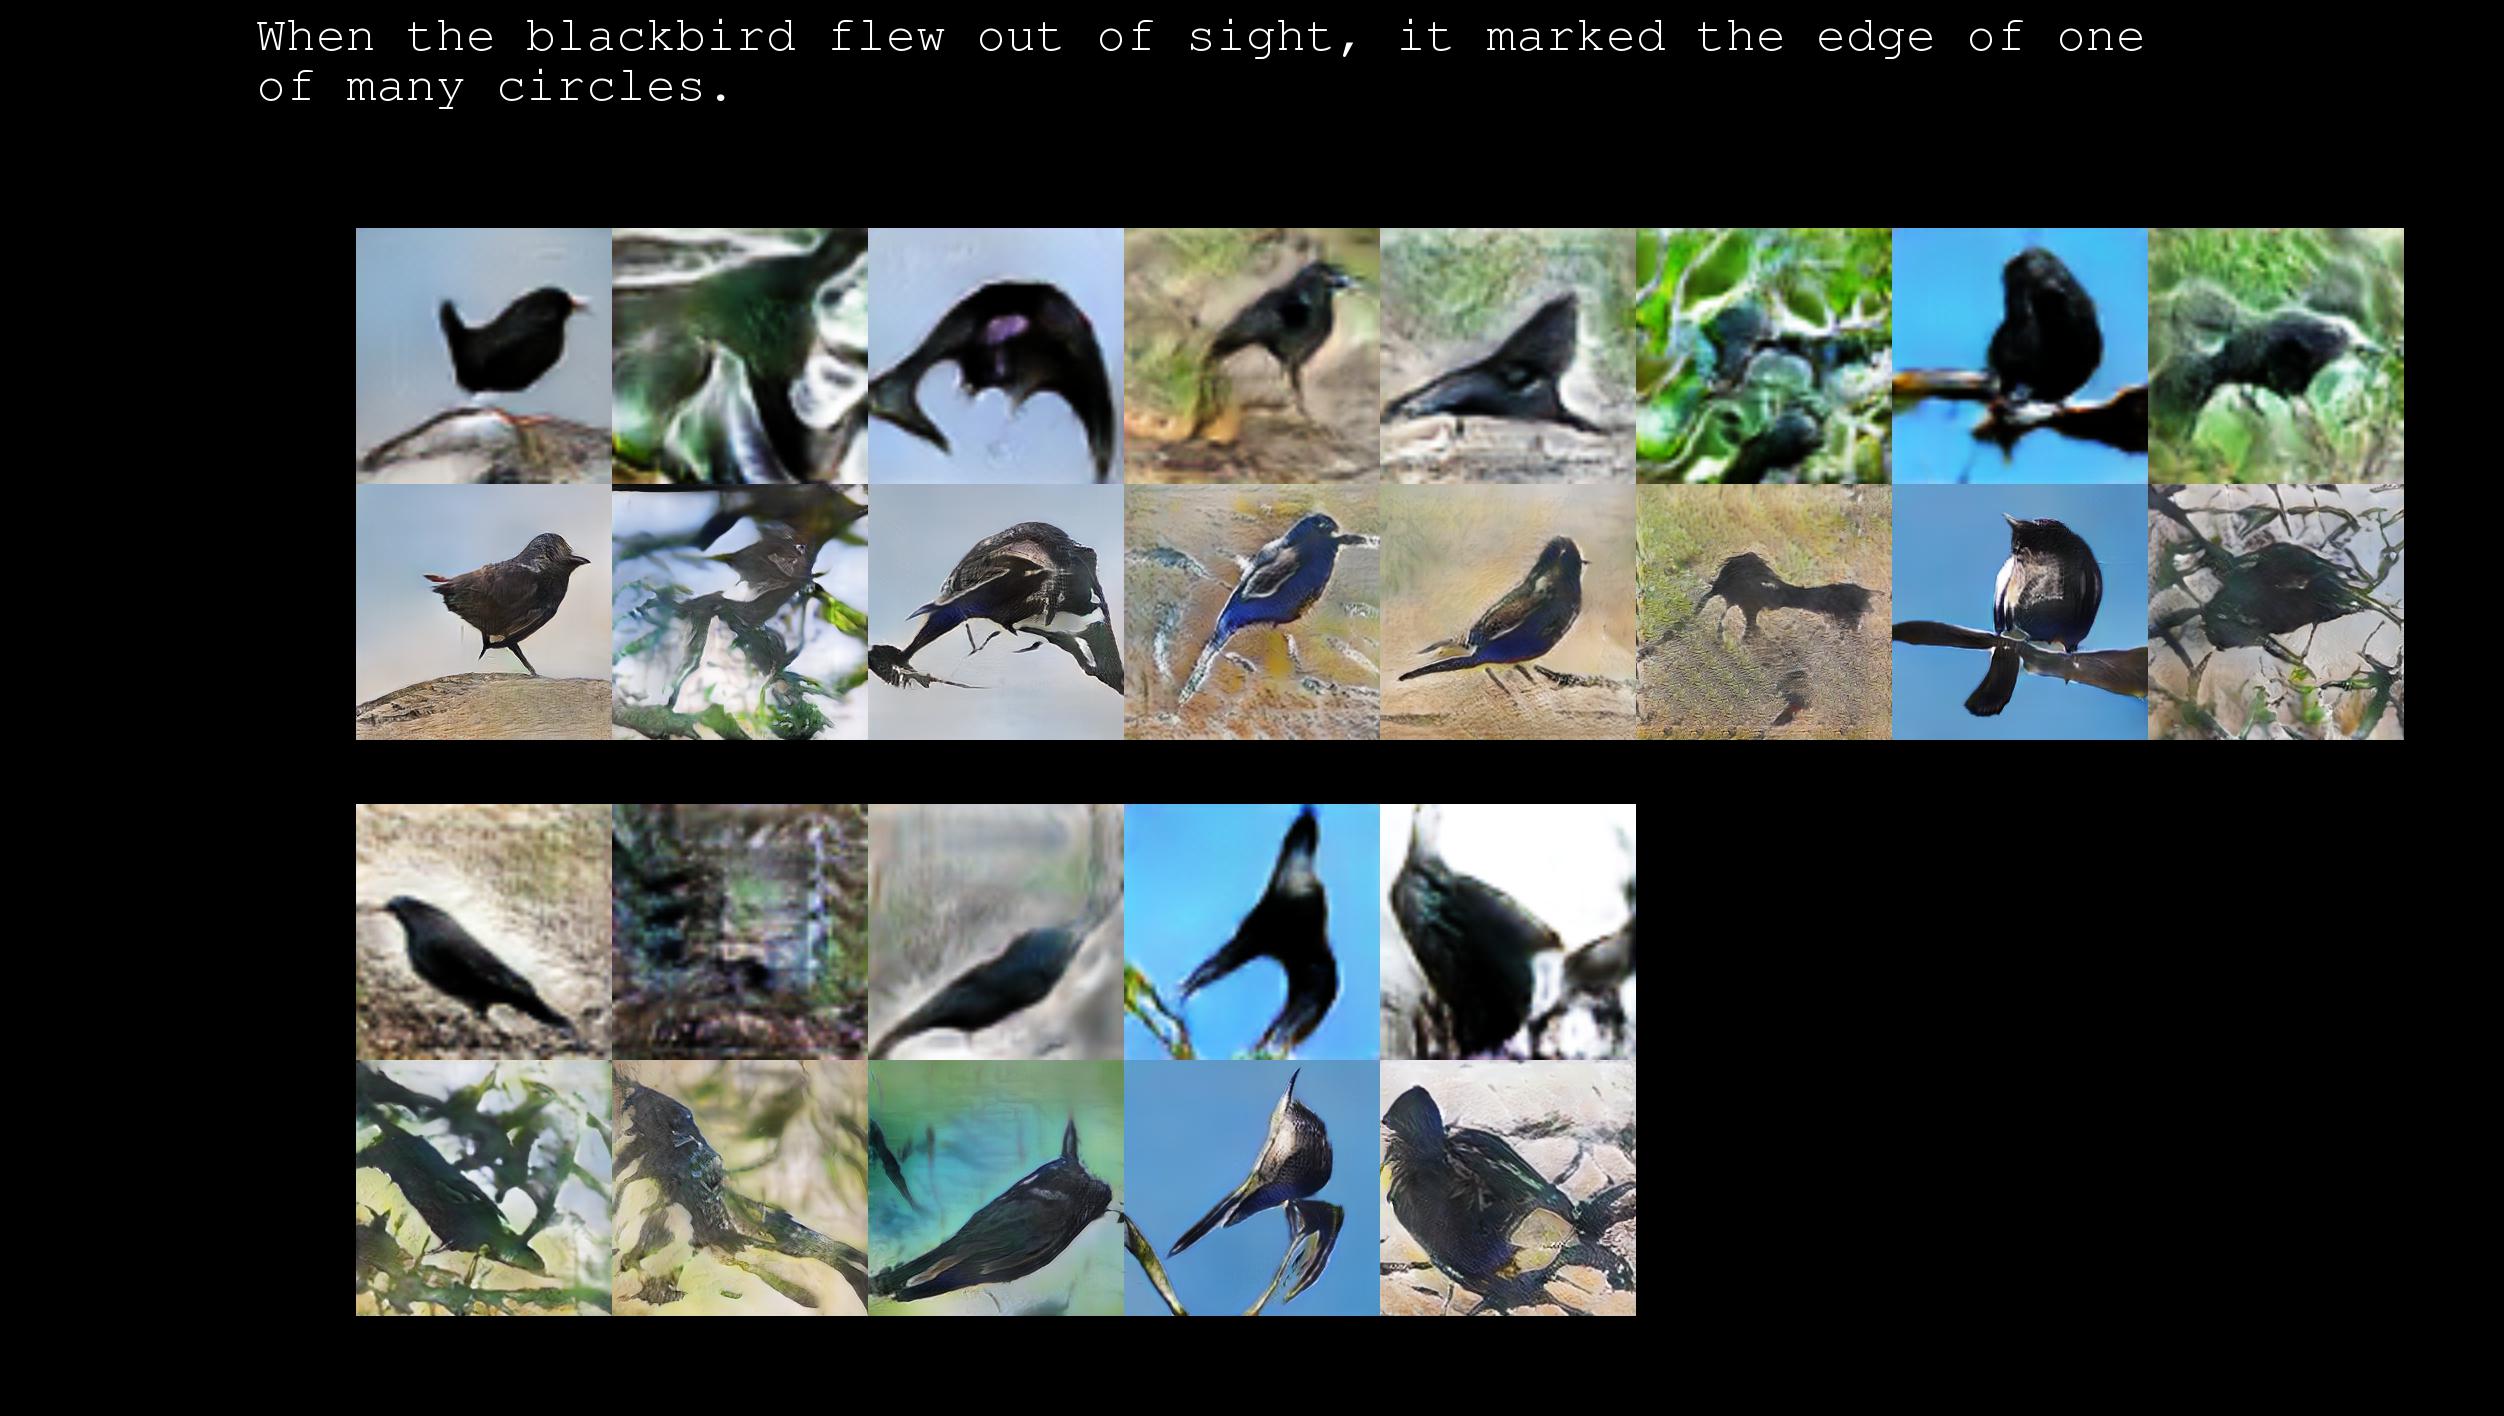 When the blackbird flew out of sight, it marked the edge of one
of many circles.